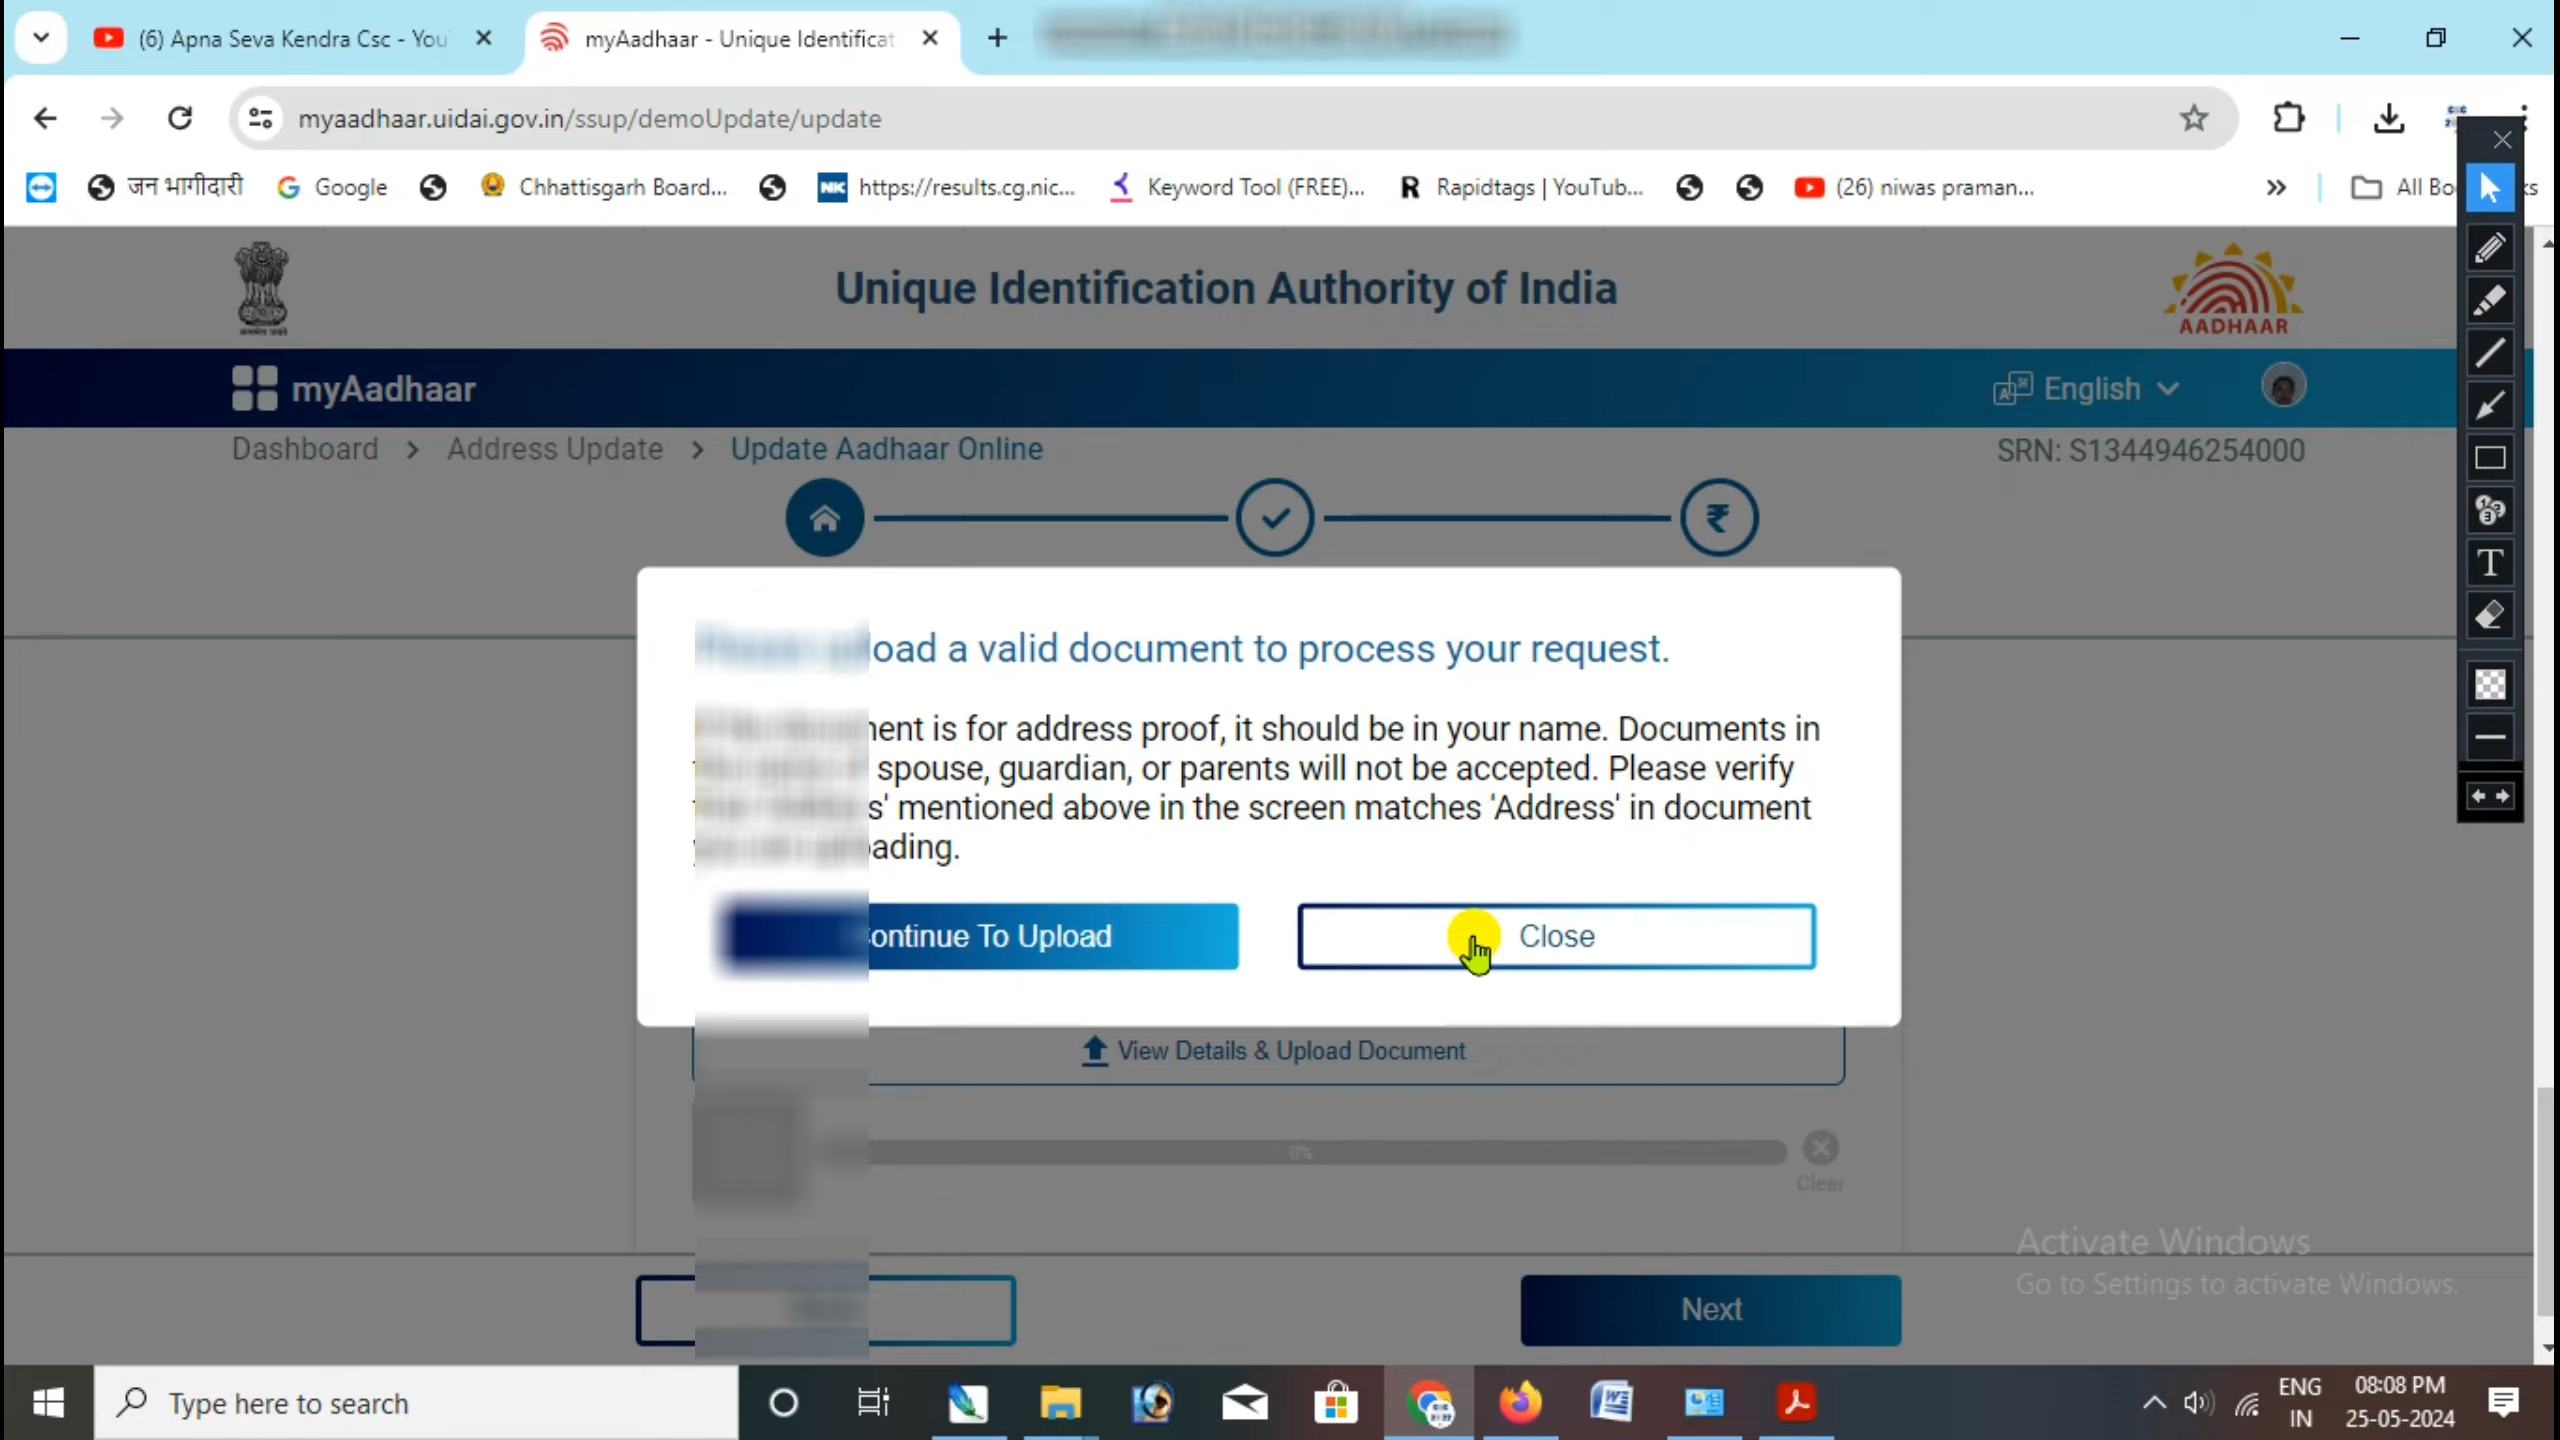 (6) Apna Seva Kendra Csc - You
myAadhaar - Unique Identificat
myaadhaar.uidai.gov.in/ssup/demoUpdate/update
जन भागीदारी
Google
Chhattisgarh Board...
NK https://results.cg.nic...
Keyword Tool (FREE)...
R Rapidtags | YouTub...
(26) niwas praman...
All Bo
Unique Identification Authority of India
AADHAAR
myAadhaar
English
Dashboard > Address Update > Update Aadhaar Online
SRN: S1344946254000
a valid document to process your request.
is for address proof, it should be in your name. Documents in
spouse, guardian, or parents will not be accepted. Please verify
mentioned above in the screen matches 'Address' in document
To Upload
Close
View Details & Upload Document
0%
Clear
Next
Activate Windows
Go to Settings to activate Windows.
Type here to search
ENG
IN
08:08 PM
25-05-2024